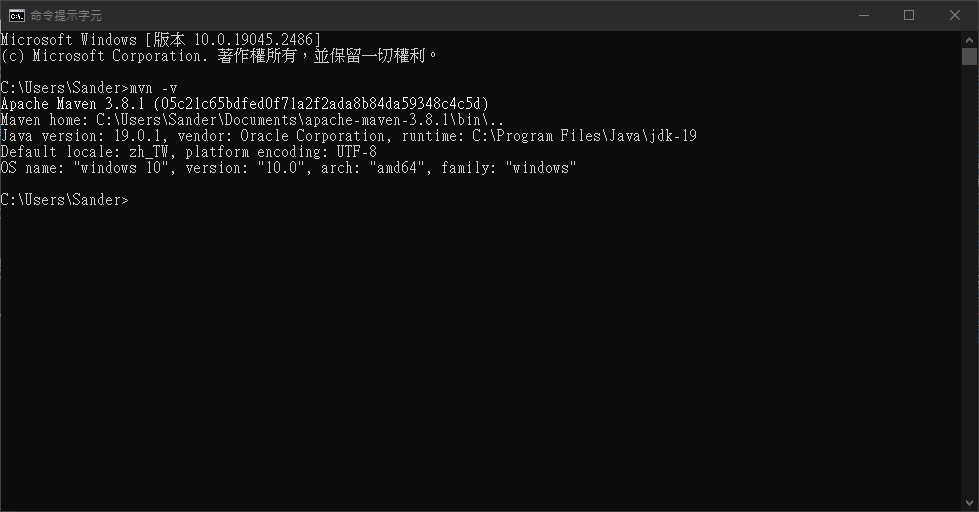 命令提示字元
Microsoft Windows [版本 10.0.19045.2486]
(c) Microsoft Corporation. 著作權所有，並保留一切權利。
C:\Users\Sander>mvn -v
Apache Maven 3.8.1 (05c21c65bdfed0f71a2f2ada8b84da59348c4c5d)
Maven home: C:\Users\Sander\Documents\apache-maven-3.8.1\bin\..
Java version: 19.0.1, vendor: Oracle Corporation, runtime: C:\Program Files\Java\jdk-19
Default locale: zh_TW, platform encoding: UTF-8
OS name: "windows 10", version: "10.0", arch: "amd64", family: "windows"
C:\Users\Sander>